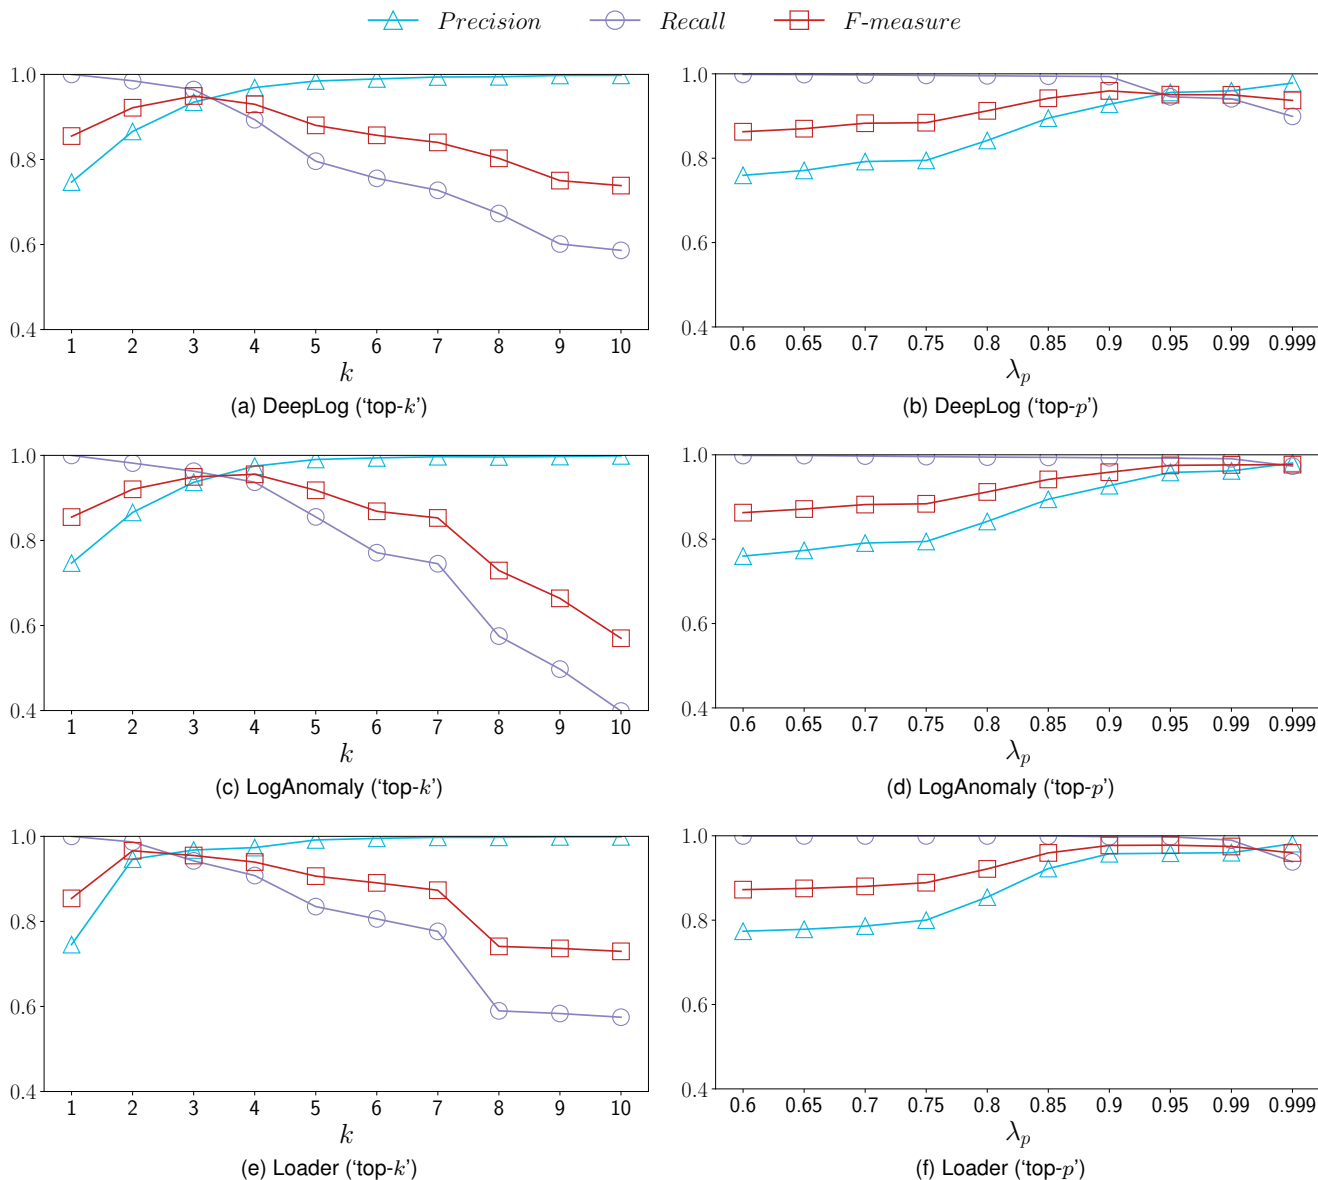 Precision Recall F-measure
1.0
0.8
0.6
0.4
1 2 3 4 5 6 7 8 9 10
k
(a) DeepLog (‘top-k’)
1.0
0.8
0.6
0.4
0.6 0.65 0.7 0.75 0.8 0.85 0.9 0.95 0.99 0.999
λp
(b) DeepLog (‘top-p’)
1.0
0.8
0.6
0.4
1 2 3 4 5 6 7 8 9 10
k
(c) LogAnomaly (‘top-k’)
1.0
0.8
0.6
0.4
0.6 0.65 0.7 0.75 0.8 0.85 0.9 0.95 0.99 0.999
λp
(d) LogAnomaly (‘top-p’)
1.0
0.8
0.6
0.4
1 2 3 4 5 6 7 8 9 10
k
(e) Loader (‘top-k’)
1.0
0.8
0.6
0.4
0.6 0.65 0.7 0.75 0.8 0.85 0.9 0.95 0.99 0.999
λp
(f) Loader (‘top-p’)